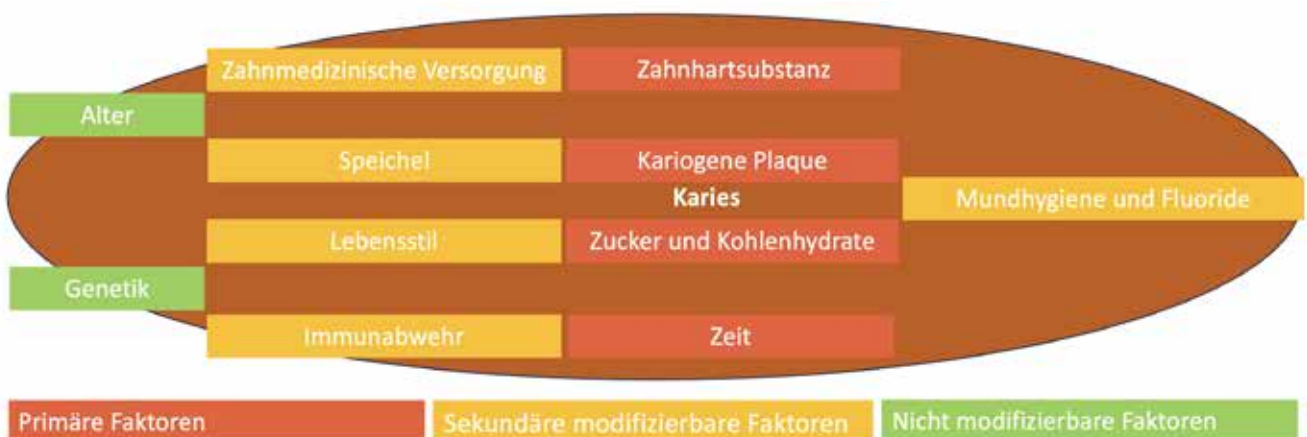 Zahnmedizinische Versorgung
Zahnhartsubstanz
Alter
Speichel
Kariogene Plaque
Karies
Mundhygiene und Fluoride
Lebensstil
Zucker und Kohlenhydrate
Genetik
Immunabwehr
Zeit
Primäre Faktoren
Sekundäre modifizierbare Faktoren
Nicht modifizierbare Faktoren